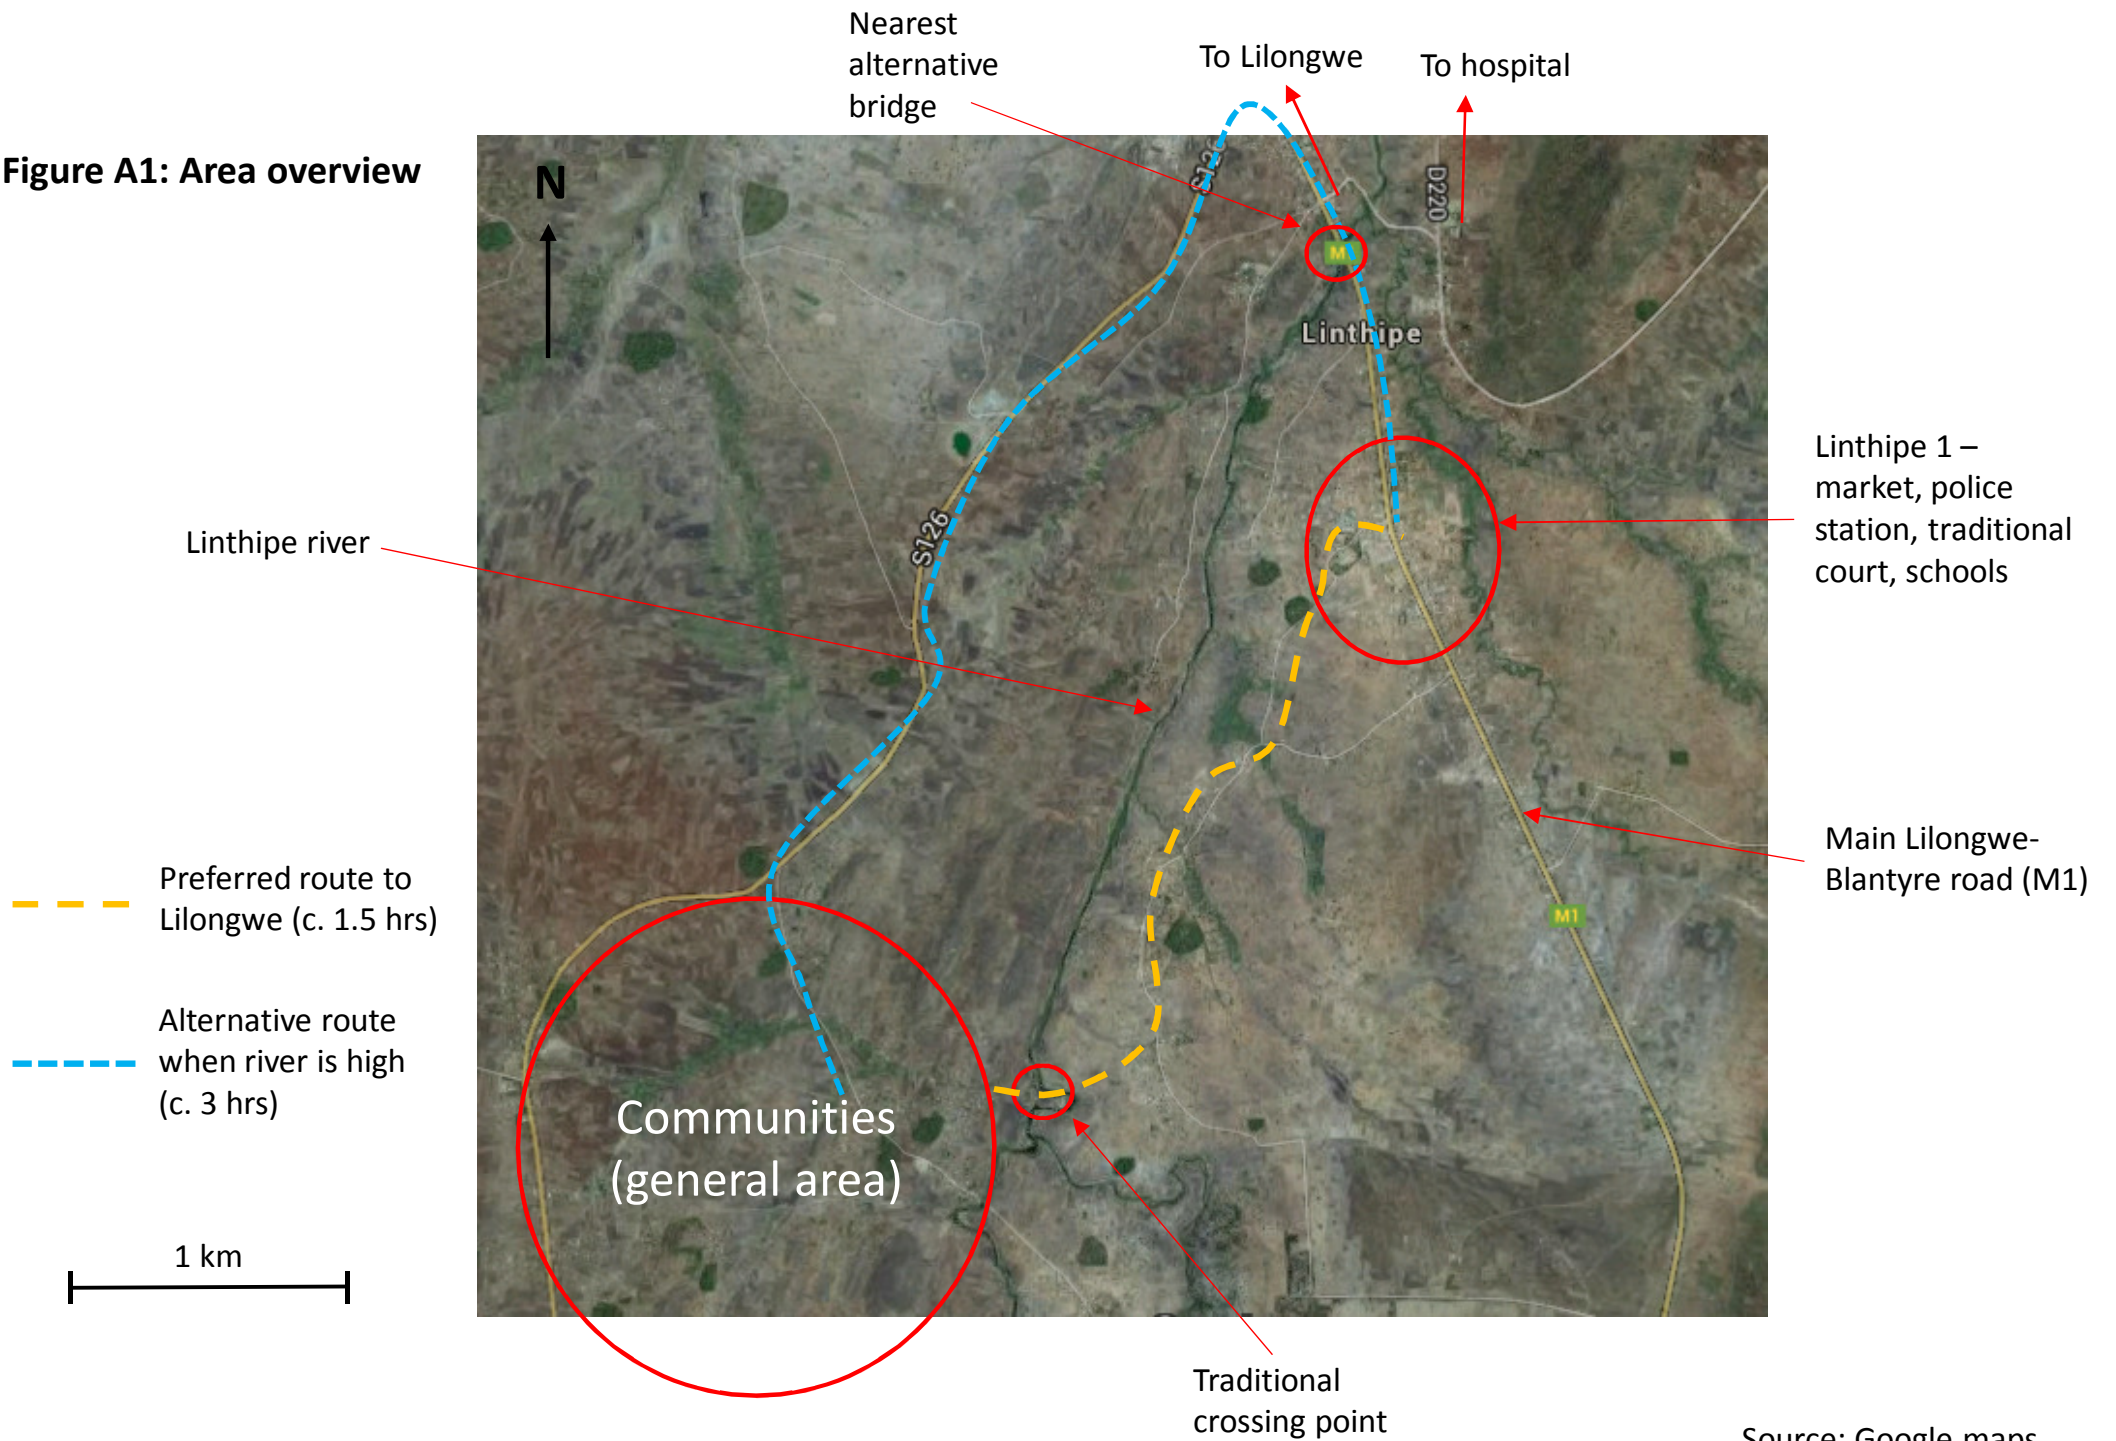 Nearest
alternative
bridge
To Lilongwe
To hospital
Figure A1: Area overview
N
S126
D220
M1
Linthipe
Linthipe 1 –
market, police
station, traditional
court, schools
S126
Linthipe river
Main Lilongwe-
Blantyre road (M1)
Preferred route to
Lilongwe (c. 1.5 hrs)
M1
Alternative route
when river is high
(c. 3 hrs)
Communities
(general area)
1 km
Traditional
crossing point
Source: Google maps